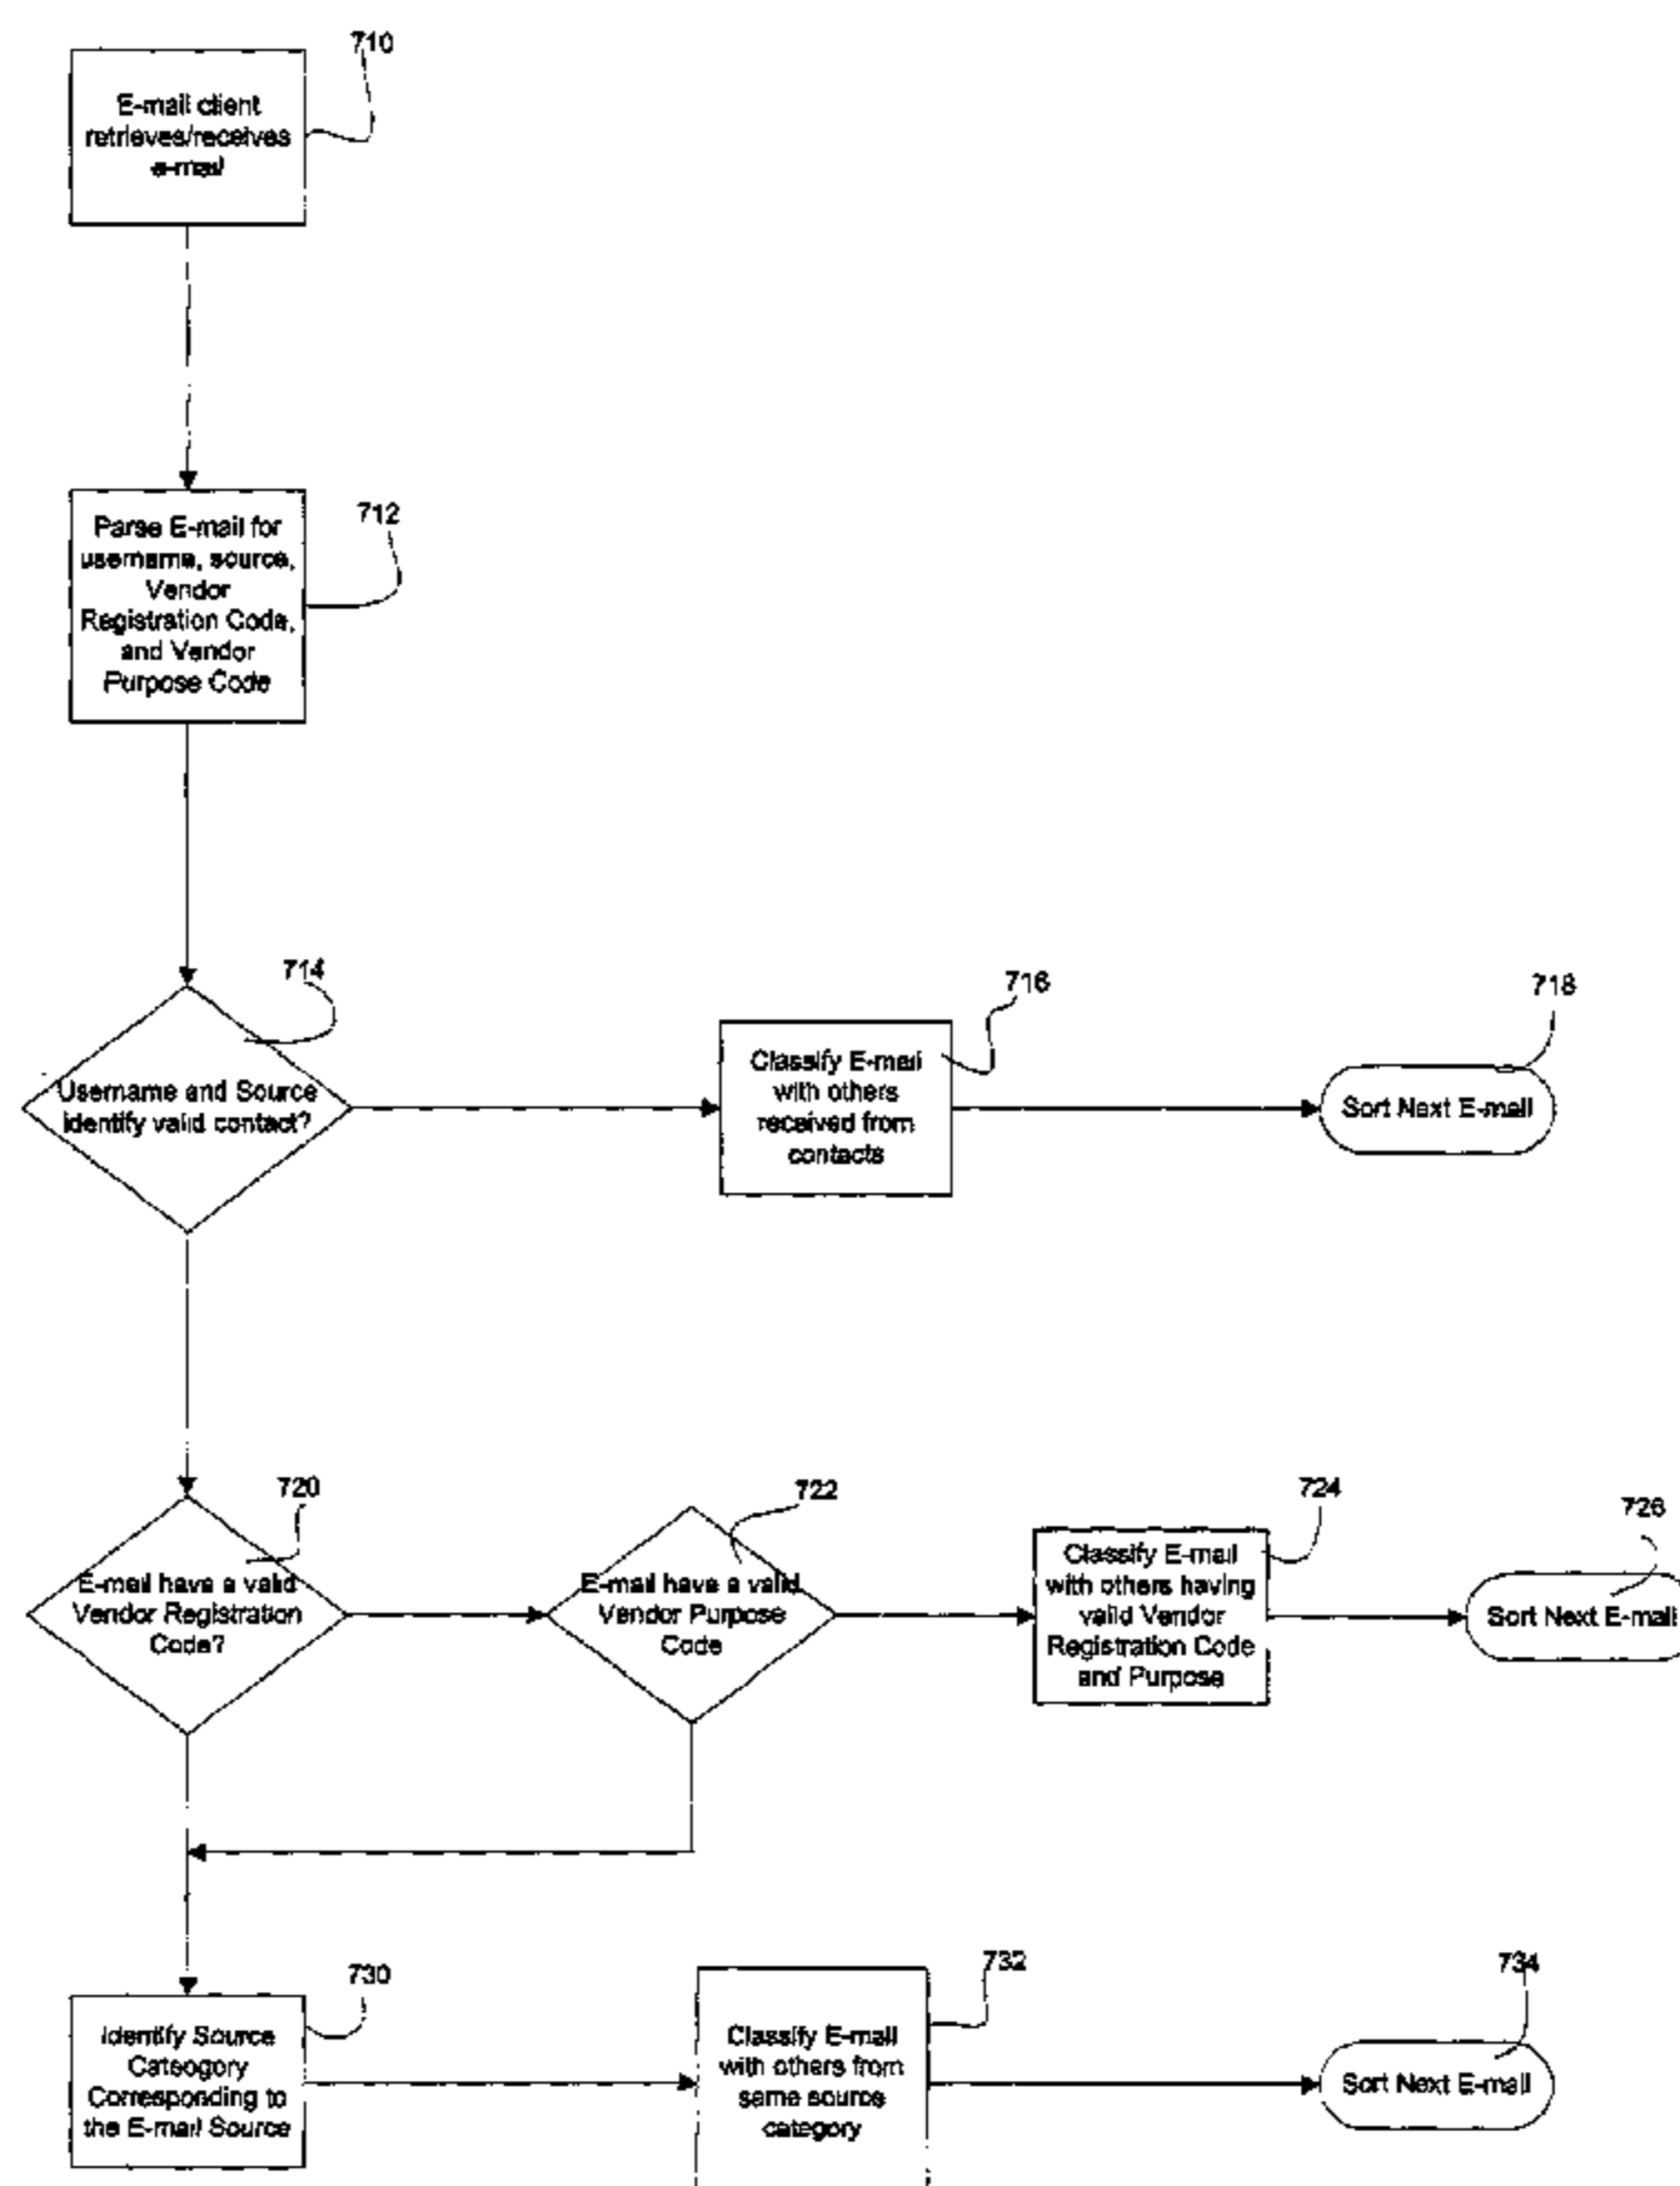 710
E-mail client
retrieves/receives
e-mail
712
Parse E-mail for
username, source,
Vendor
Registration Code,
and Vendor
Purpose Code
714
Username and Source
identify valid contact?
716
Classify E-mail
with others
received from
contacts
718
Sort Next E-mail
720
E-mail have a valid
Vendor Registration
Code?
722
E-mail have a valid
Vendor Purpose
Code
724
Classify E-mail
with others having
valid Vendor
Registration Code
and Purpose
726
Sort Next E-mail
730
Identify Source
Cateogory
Corresponding to
the E-mail Source
732
Classify E-mail
with others from
same source
category
734
Sort Next E-mail